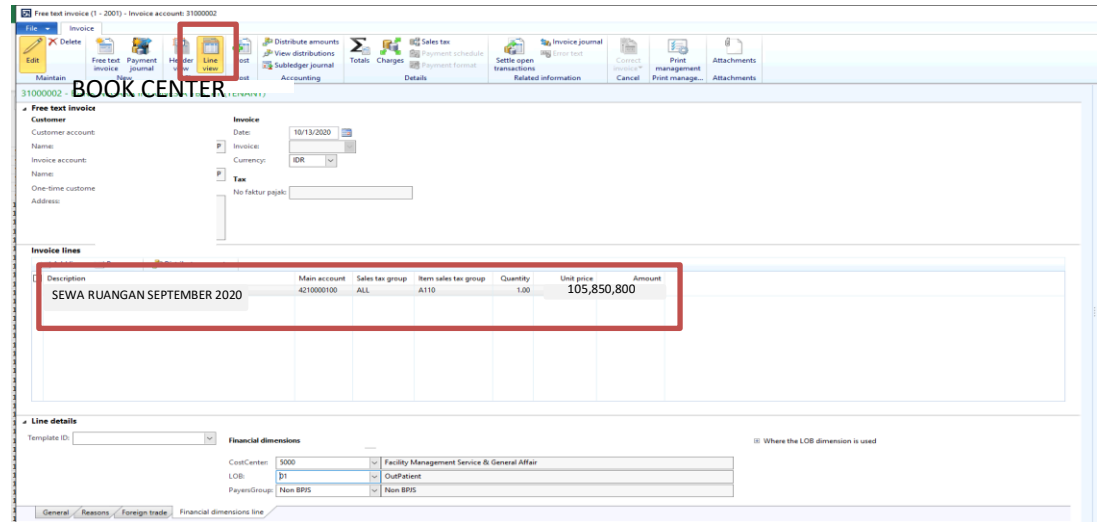 Free text invoice (1 - 2001) - Invoice account: 31000002
File Invoice
Edit Delete Free text invoice Payment journal Header view Line view Distribute amounts View distributions Subledger journal Totals Charges Sales tax Payment schedule Payment format Settle open transactions Invoice journal Error text Correct invoice Print management Attachments
Maintain New Accounting Details Related information Cancel Print manage... Attachments
BOOK CENTER
31000002 - (TENANT)
Free text invoice
Customer Invoice
Customer account: Date: 10/13/2020
Name: P Invoice:
Invoice account: Currency: IDR
Name: P Tax
One-time custome No faktur pajak:
Address:
Invoice lines
Description Main account Sales tax group Item sales tax group Quantity Unit price Amount
SEWA RUANGAN SEPTEMBER 2020 4210000100 ALL A110 1.00 105,850,800
Line details
Template ID: Financial dimensions Where the LOB dimension is used
CostCenter: 5000 Facility Management Service & General Affair
LOB: 01 OutPatient
PayersGroup: Non BPJS Non BPJS
General Reasons Foreign trade Financial dimensions line